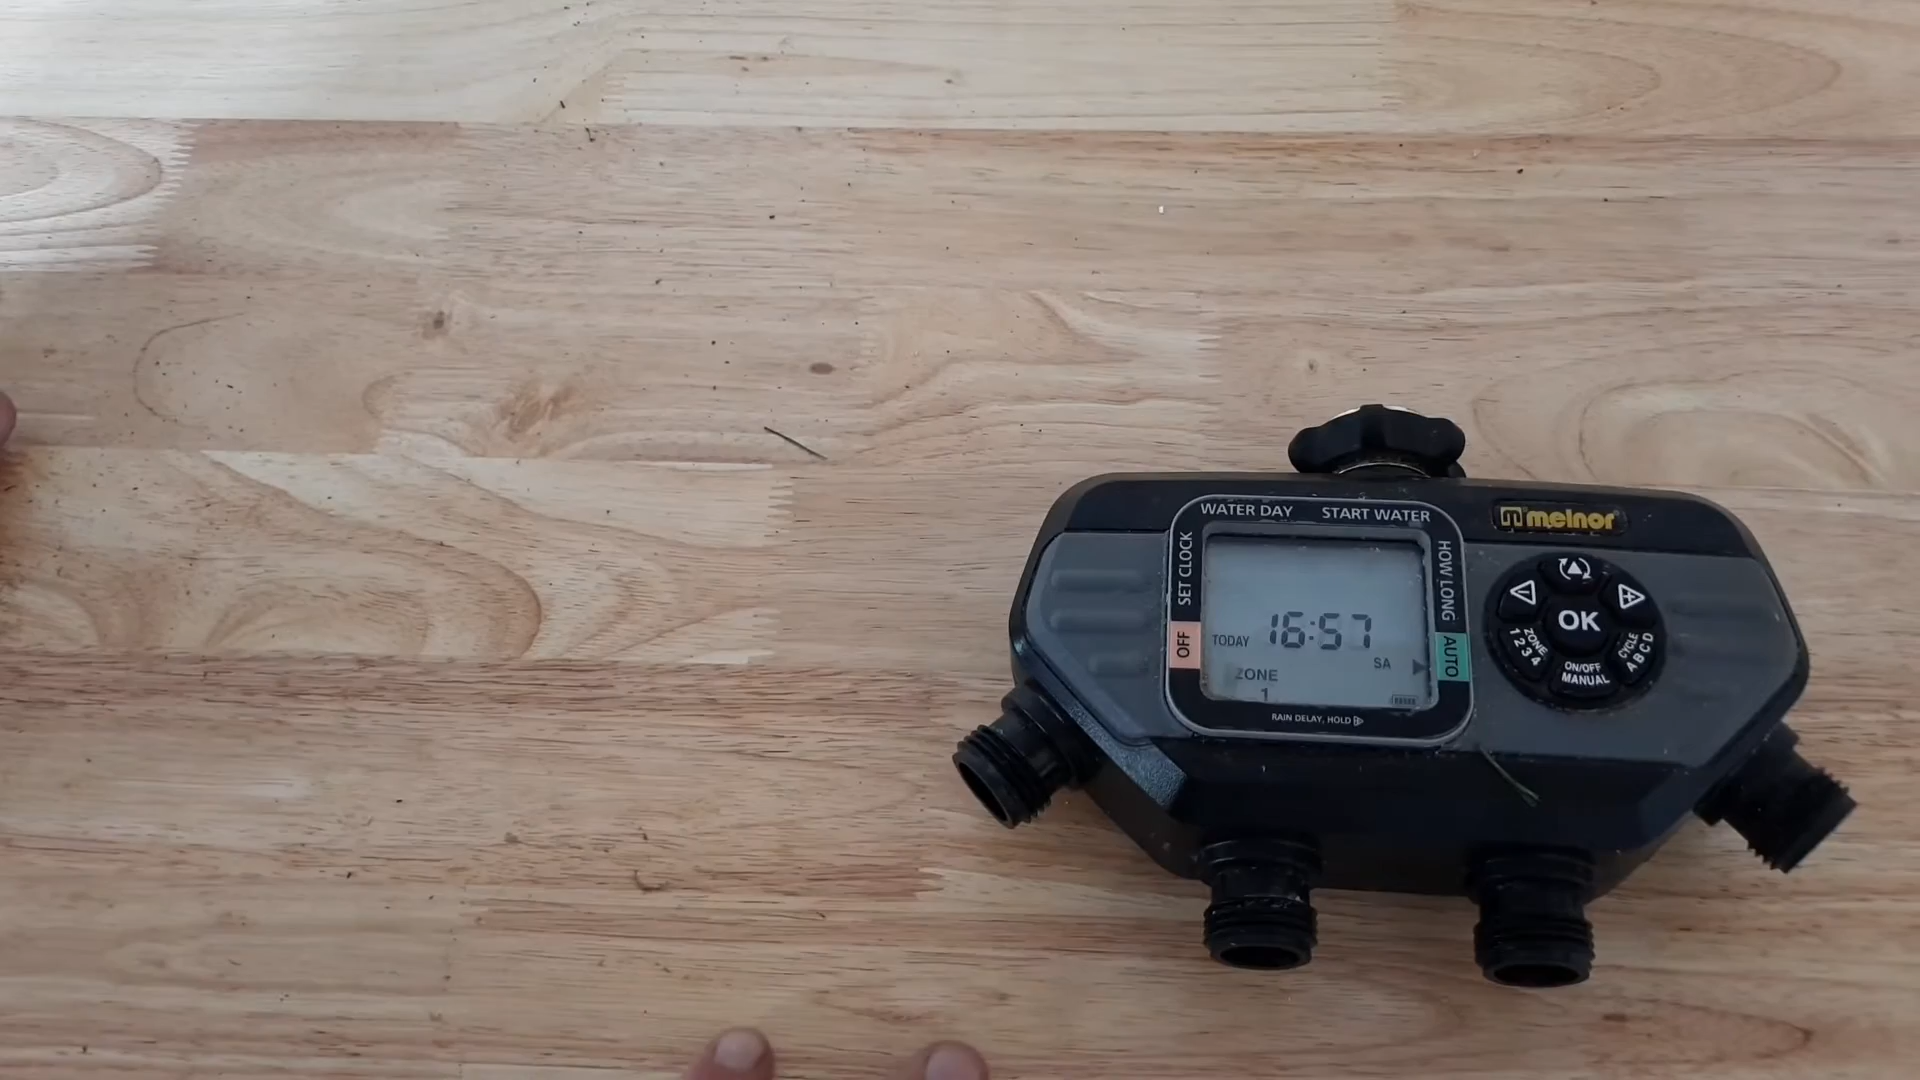 WATER DAY START WATER
melnor
SET CLOCK
HOW LONG
OFF
AUTO
TODAY 16:57
SA
ZONE
1
RAIN DELAY, HOLD
OK
ZONE
1 2 3 4
ON/OFF
MANUAL
CYCLE
A B C D